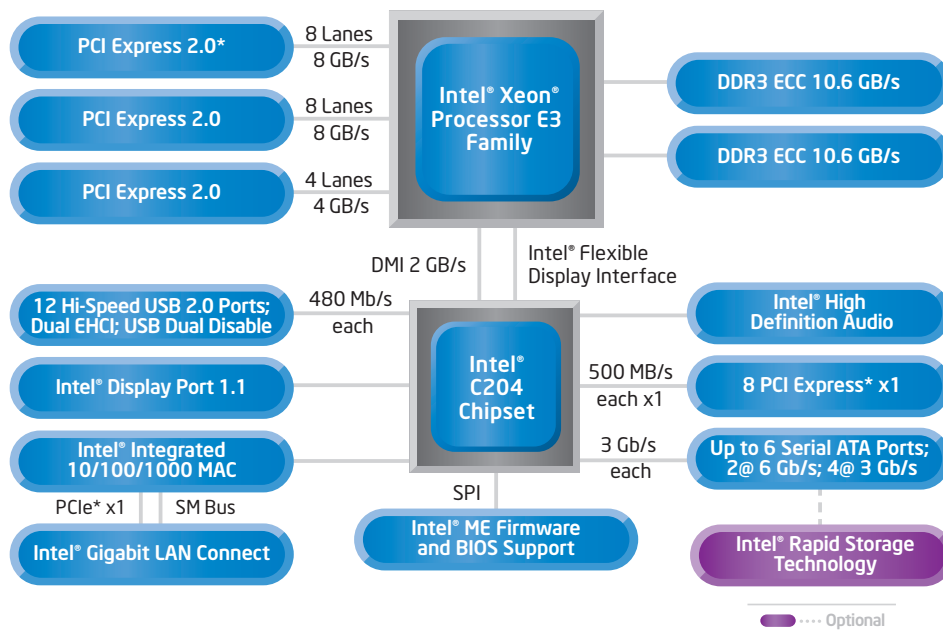 PCI Express 2.0*
8 Lanes
8 GB/s
PCI Express 2.0
8 Lanes
8 GB/s
PCI Express 2.0
4 Lanes
4 GB/s
Intel® Xeon®
Processor E3
Family
DDR3 ECC 10.6 GB/s
DDR3 ECC 10.6 GB/s
DMI 2 GB/s
Intel® Flexible
Display Interface
12 Hi-Speed USB 2.0 Ports;
Dual EHCI; USB Dual Disable
480 Mb/s
each
Intel® Display Port 1.1
Intel® Integrated
10/100/1000 MAC
PCIe* x1
SM Bus
Intel® Gigabit LAN Connect
Intel®
C204
Chipset
SPI
Intel® ME Firmware
and BIOS Support
Intel® High
Definition Audio
500 MB/s
each x1
8 PCI Express* x1
3 Gb/s
each
Up to 6 Serial ATA Ports;
2@ 6 Gb/s; 4@ 3 Gb/s
Intel® Rapid Storage
Technology
Optional